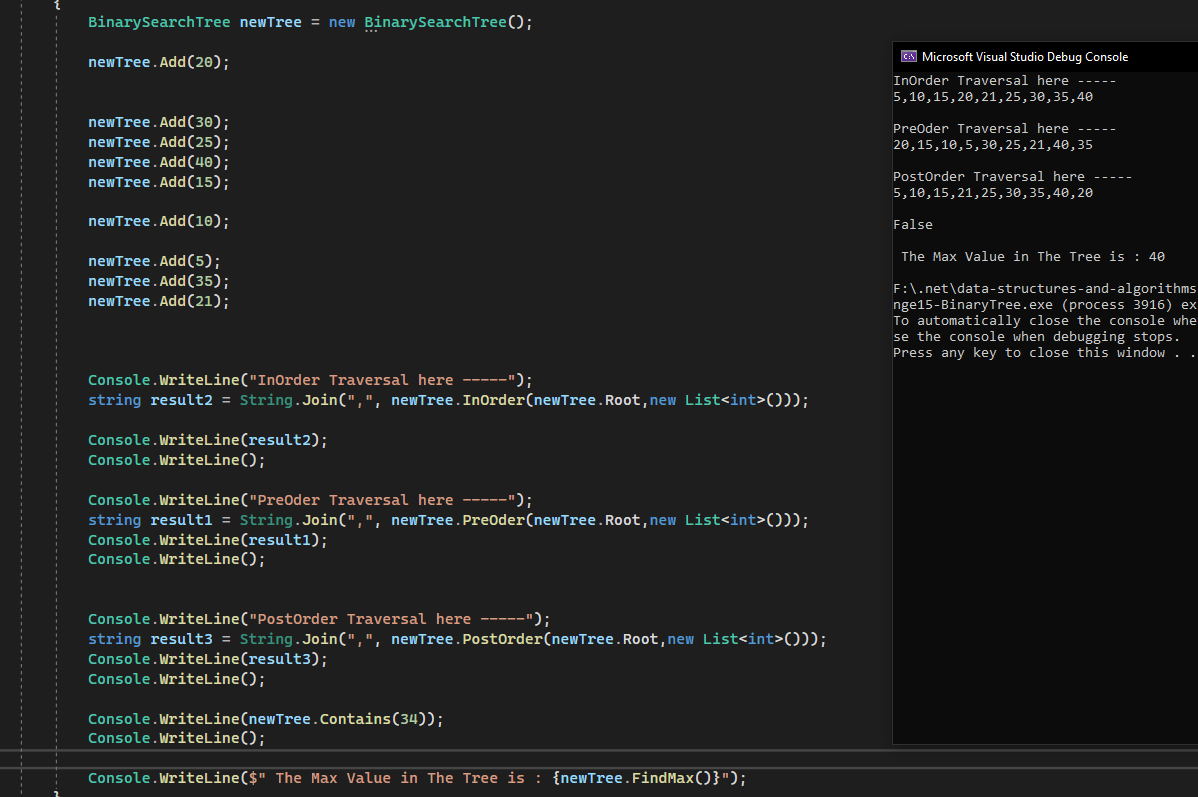 {
BinarySearchTree newTree = new BinarySearchTree();
newTree.Add(20);
newTree.Add(30);
newTree.Add(25);
newTree.Add(40);
newTree.Add(15);
newTree.Add(10);
newTree.Add(5);
newTree.Add(35);
newTree.Add(21);
Console.WriteLine("InOrder Traversal here -----");
string result2 = String.Join(",", newTree.InOrder(newTree.Root,new List<int>()));
Console.WriteLine(result2);
Console.WriteLine();
Console.WriteLine("PreOder Traversal here -----");
string result1 = String.Join(",", newTree.PreOder(newTree.Root,new List<int>()));
Console.WriteLine(result1);
Console.WriteLine();
Console.WriteLine("PostOrder Traversal here -----");
string result3 = String.Join(",", newTree.PostOrder(newTree.Root,new List<int>()));
Console.WriteLine(result3);
Console.WriteLine();
Console.WriteLine(newTree.Contains(34));
Console.WriteLine();
Console.WriteLine($" The Max Value in The Tree is : {newTree.FindMax()}");
}
C:\ Microsoft Visual Studio Debug Console
InOrder Traversal here -----
5,10,15,20,21,25,30,35,40
PreOder Traversal here -----
20,15,10,5,30,25,21,40,35
PostOrder Traversal here -----
5,10,15,21,25,30,35,40,20
False
The Max Value in The Tree is : 40
F:\.net\data-structures-and-algorithms
nge15-BinaryTree.exe (process 3916) ex
To automatically close the console whe
se the console when debugging stops.
Press any key to close this window . .